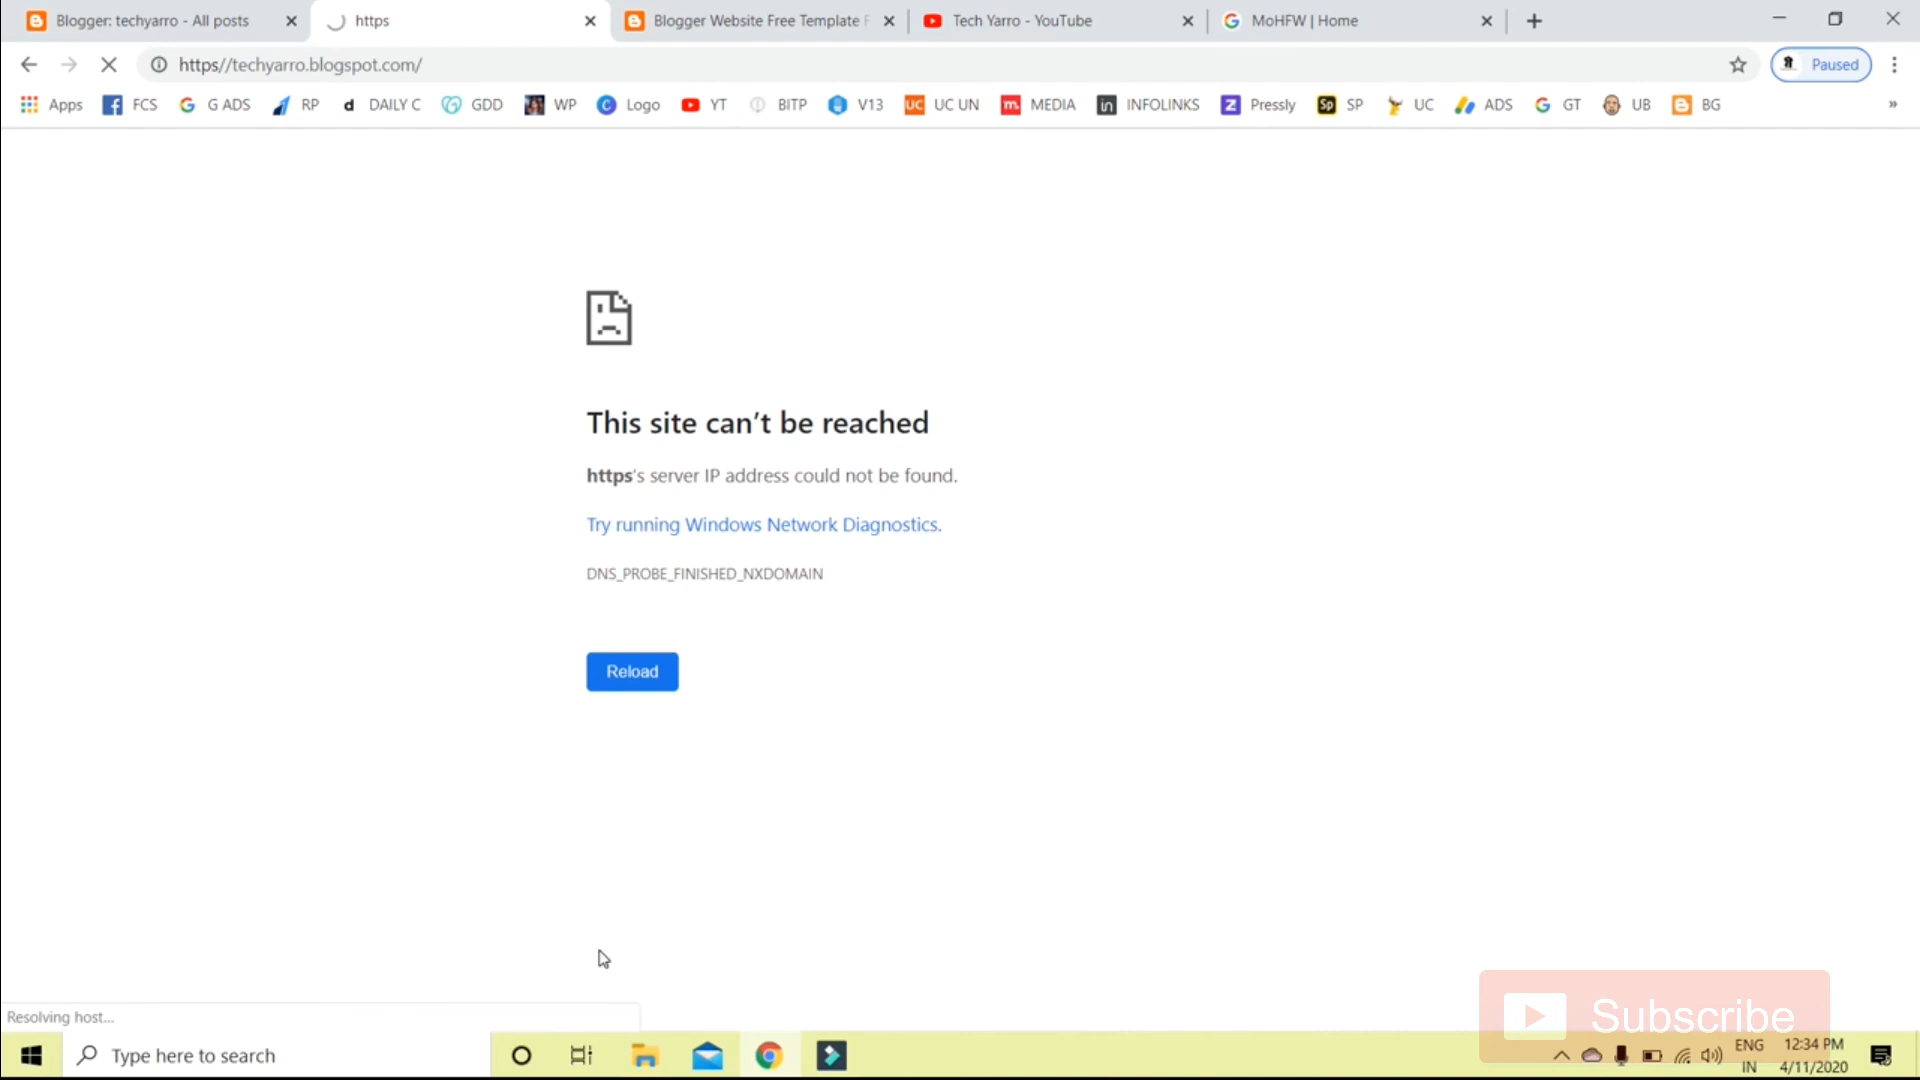 Blogger: techyarro - All posts
https
Blogger Website Free Template F
Tech Yarro - YouTube
MoHFW | Home
https//techyarro.blogspot.com/
Paused
Apps FCS G ADS RP DAILY C GDD WP Logo YT BITP V13 UC UN MEDIA INFOLINKS Pressly SP UC ADS GT UB BG »
This site can’t be reached
https's server IP address could not be found.
Try running Windows Network Diagnostics.
DNS_PROBE_FINISHED_NXDOMAIN
Reload
Resolving host...
Subscribe
Type here to search
ENG
IN
12:34 PM
4/11/2020